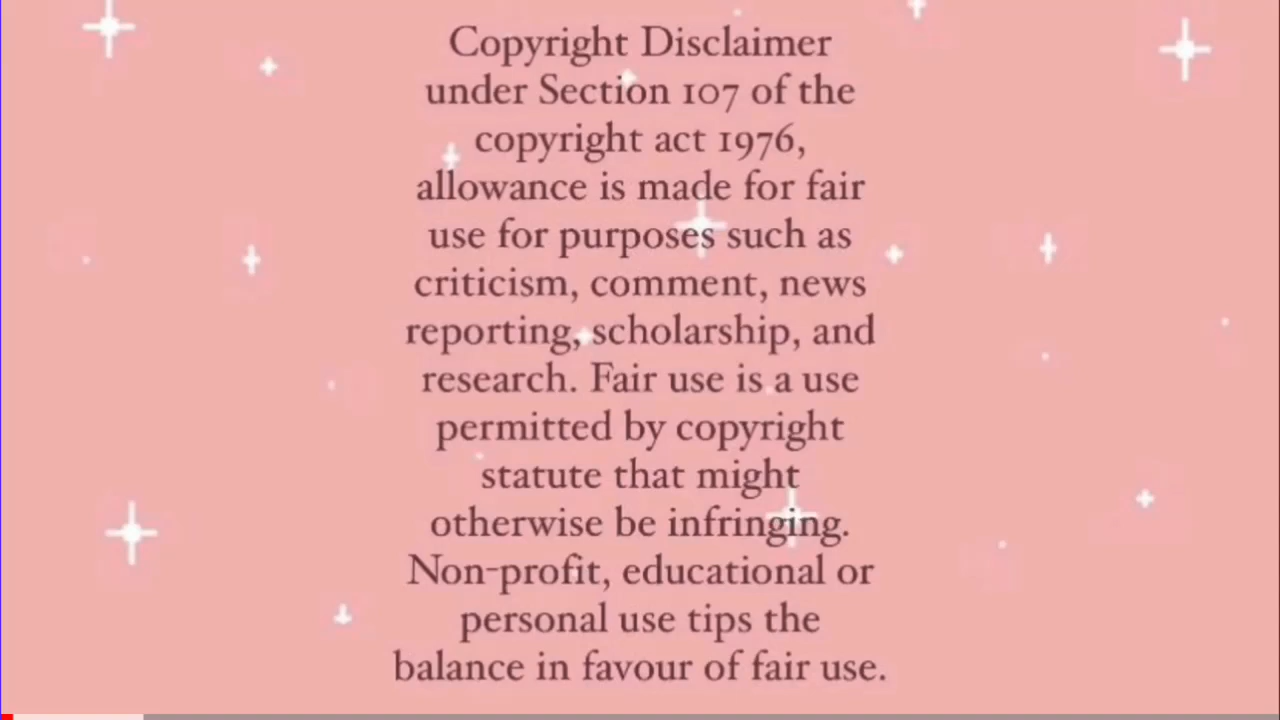 Copyright Disclaimer
under Section 107 of the
copyright act 1976,
allowance is made for fair
use for purposes such as
criticism, comment, news
reporting, scholarship, and
research. Fair use is a use
permitted by copyright
statute that might
otherwise be infringing.
Non-profit, educational or
personal use tips the
balance in favour of fair use.